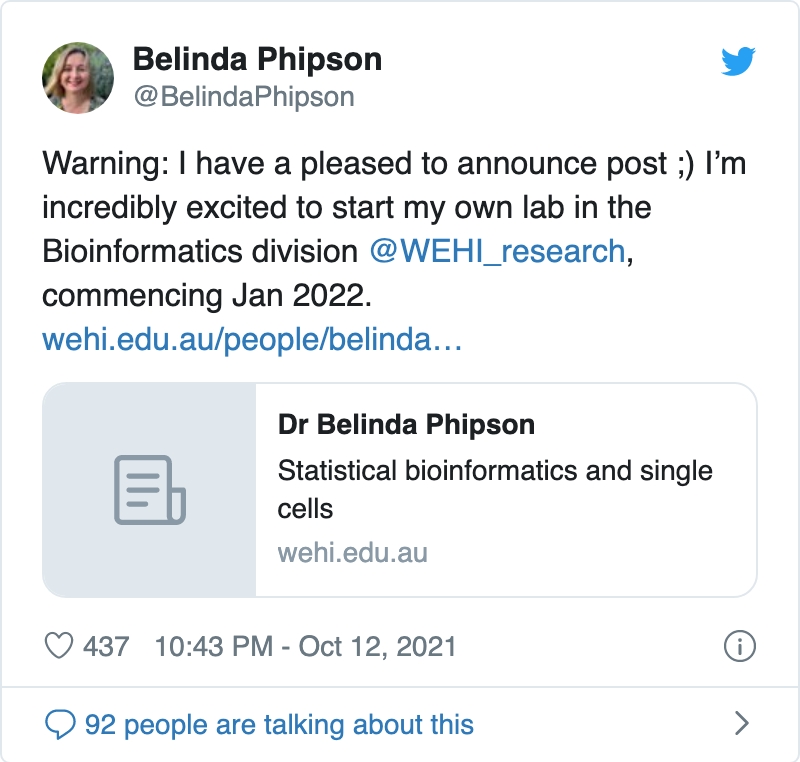 Belinda Phipson
@BelindaPhipson
Warning: I have a pleased to announce post ;) I’m
incredibly excited to start my own lab in the
Bioinformatics division @WEHI_research,
commencing Jan 2022.
wehi.edu.au/people/belinda…
Dr Belinda Phipson
Statistical bioinformatics and single
cells
wehi.edu.au
437 10:43 PM - Oct 12, 2021
92 people are talking about this